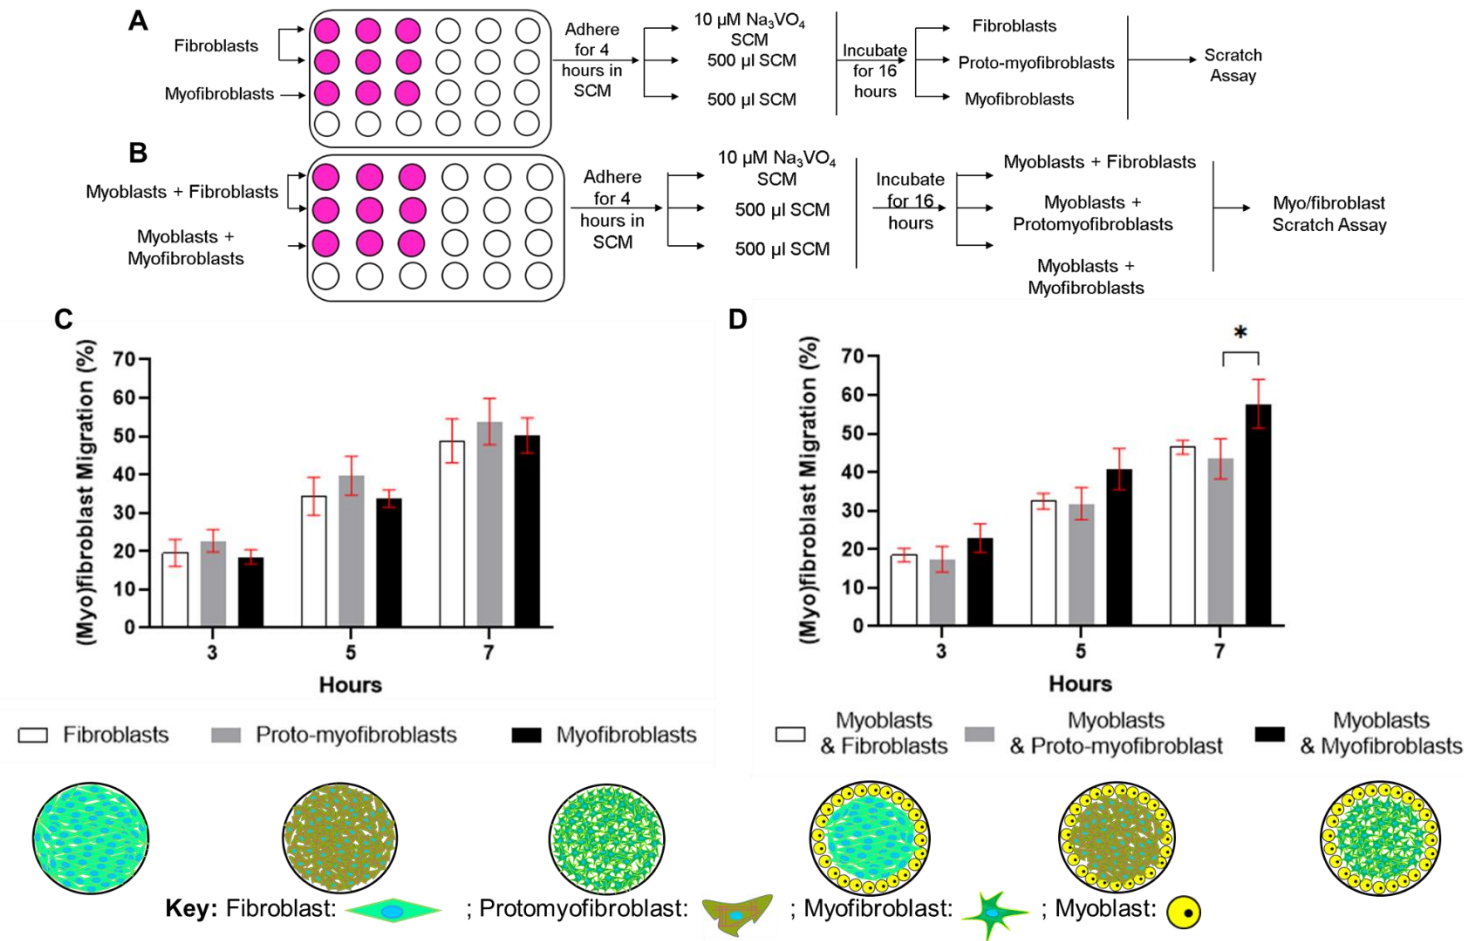 A
Fibroblasts
Myofibroblasts
Adhere
for 4
hours in
SCM
10 µM Na₃VO₄
SCM
500 µl SCM
500 µl SCM
Incubate
for 16
hours
Fibroblasts
Proto-myofibroblasts
Myofibroblasts
Scratch
Assay
B
Myoblasts + Fibroblasts
Myoblasts +
Myofibroblasts
Adhere
for 4
hours in
SCM
10 µM Na₃VO₄
SCM
500 µl SCM
500 µl SCM
Incubate
for 16
hours
Myoblasts + Fibroblasts
Myoblasts +
Protomyofibroblasts
Myoblasts +
Myofibroblasts
Myo/fibroblast
Scratch Assay
C
(Myo)fibroblast Migration (%)
70
60
50
40
30
20
10
0
3 5 7
Hours
Fibroblasts Proto-myofibroblasts Myofibroblasts
D
(Myo)fibroblast Migration (%)
70
60
50
40
30
20
10
0
*
3 5 7
Hours
Myoblasts
& Fibroblasts
Myoblasts
& Proto-myofibroblast
Myoblasts
& Myofibroblasts
Key: Fibroblast: ; Protomyofibroblast: ; Myofibroblast: ; Myoblast: